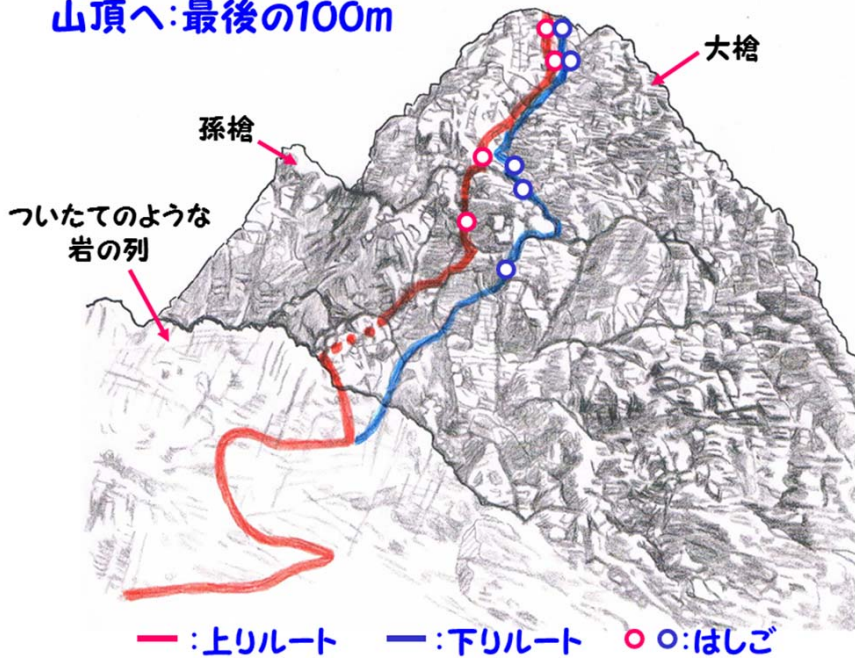 山頂へ:最後の100m
大槍
孫槍
ついたてのような
岩の列
:上りルート :下りルート :はしご